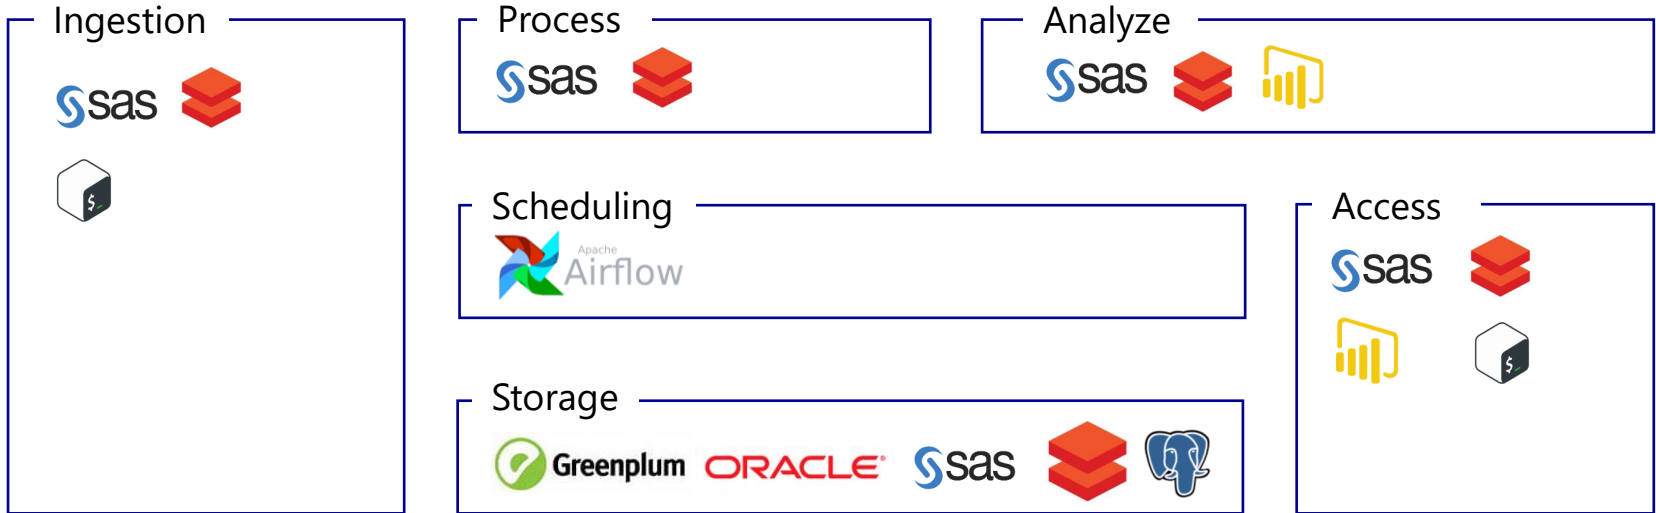 Ingestion
sas
$_
Process
sas
Analyze
sas
Scheduling
Apache
Airflow
Access
sas
$_
Storage
Greenplum ORACLE® sas